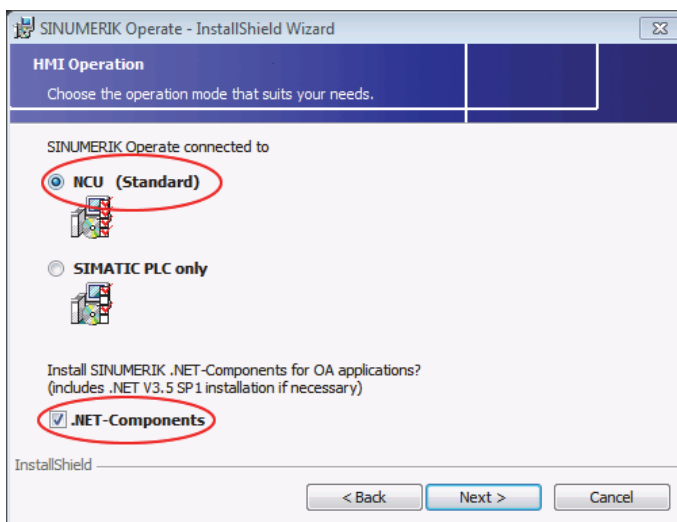 SINUMERIK Operate - InstallShield Wizard
HMI Operation
Choose the operation mode that suits your needs.
SINUMERIK Operate connected to
NCU (Standard)
SIMATIC PLC only
Install SINUMERIK .NET-Components for OA applications?
(includes .NET V3.5 SP1 installation if necessary)
.NET-Components
InstallShield
< Back Next > Cancel